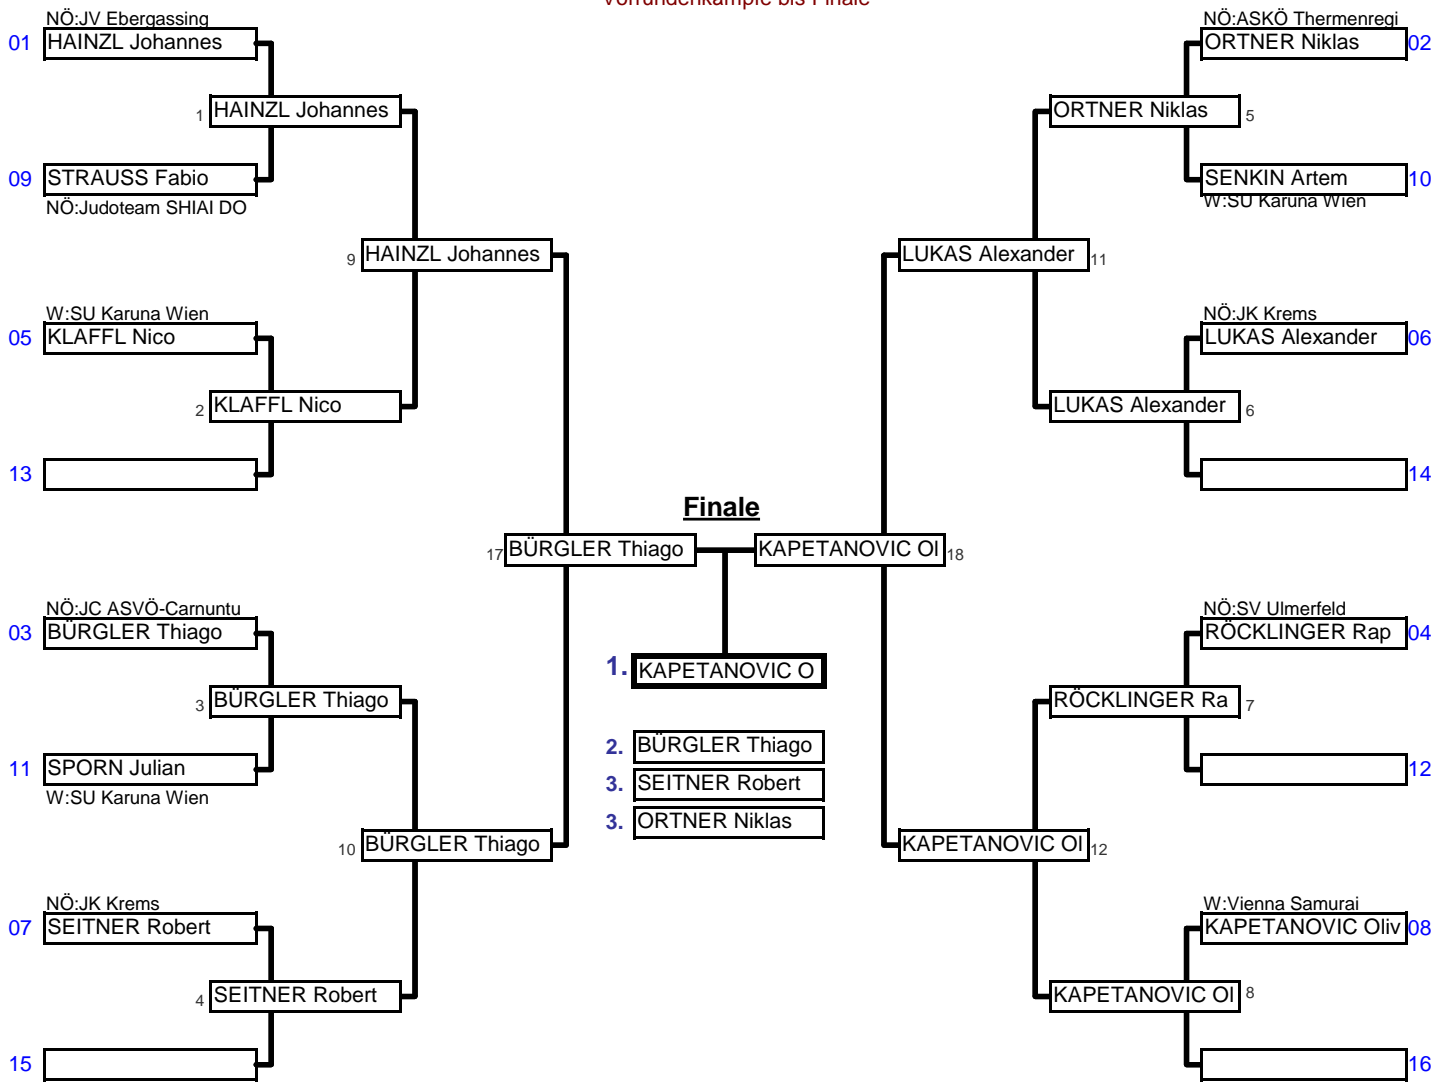 Vorrundenkämpfe bis Finale
NÖ:JV Ebergassing
01 HAINZL Johannes
1 HAINZL Johannes
09 STRAUSS Fabio
NÖ:Judoteam SHIAI DO
9 HAINZL Johannes
W:SU Karuna Wien
05 KLAFFL Nico
2 KLAFFL Nico
13
17 BÜRGLER Thiago
NÖ:JC ASVÖ-Carnuntu
03 BÜRGLER Thiago
3 BÜRGLER Thiago
11 SPORN Julian
W:SU Karuna Wien
10 BÜRGLER Thiago
NÖ:JK Krems
07 SEITNER Robert
4 SEITNER Robert
15
Finale
1. KAPETANOVIC O
2. BÜRGLER Thiago
3. SEITNER Robert
3. ORTNER Niklas
NÖ:ASKÖ Thermenregi
ORTNER Niklas 02
ORTNER Niklas 5
SENKIN Artem 10
W:SU Karuna Wien
LUKAS Alexander 11
NÖ:JK Krems
LUKAS Alexander 06
LUKAS Alexander 6
14
KAPETANOVIC Ol 18
NÖ:SV Ulmerfeld
RÖCKLINGER Rap 04
RÖCKLINGER Ra 7
12
KAPETANOVIC Ol 12
W:Vienna Samurai
KAPETANOVIC Oliv 08
KAPETANOVIC Ol 8
16